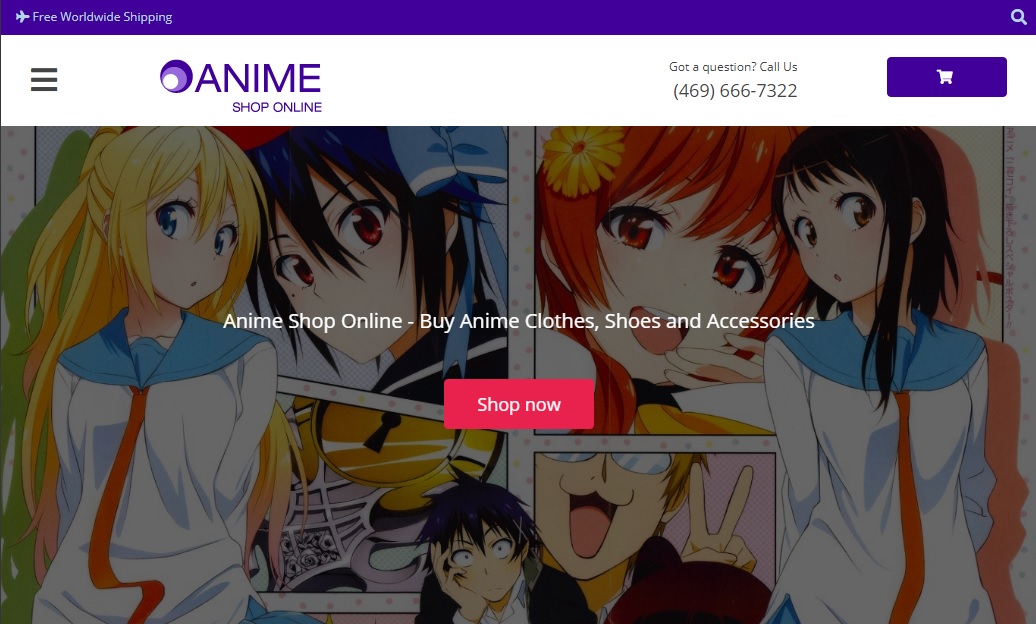 Free Worldwide Shipping
ANIME
SHOP ONLINE
Got a question? Call Us
(469) 666-7322
Anime Shop Online - Buy Anime Clothes, Shoes and Accessories
Shop now